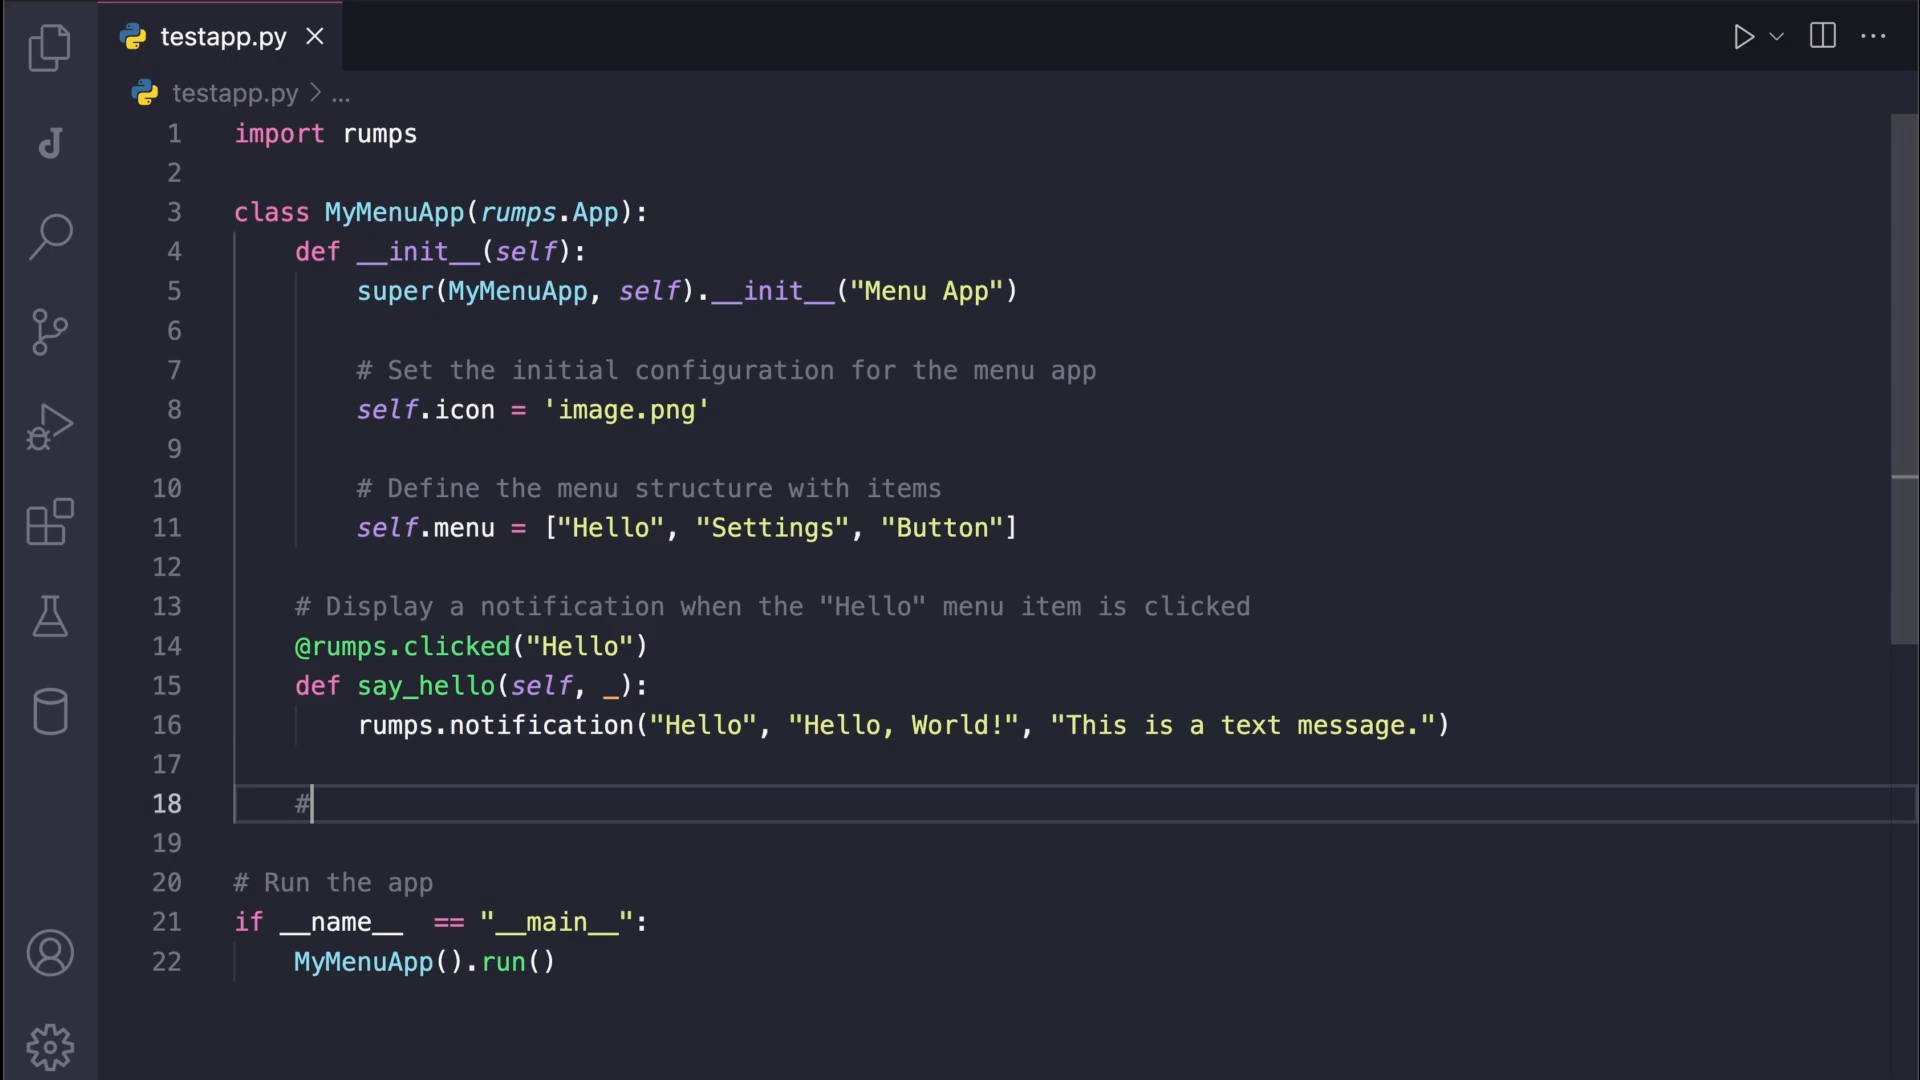 testapp.py
testapp.py > ...
1 import rumps
2
3 class MyMenuApp(rumps.App):
4     def __init__(self):
5         super(MyMenuApp, self).__init__("Menu App")
6
7         # Set the initial configuration for the menu app
8         self.icon = 'image.png'
9
10         # Define the menu structure with items
11         self.menu = ["Hello", "Settings", "Button"]
12
13     # Display a notification when the "Hello" menu item is clicked
14     @rumps.clicked("Hello")
15     def say_hello(self, _):
16         rumps.notification("Hello", "Hello, World!", "This is a text message.")
17
18     #
19
20 # Run the app
21 if __name__  == "__main__":
22     MyMenuApp().run()